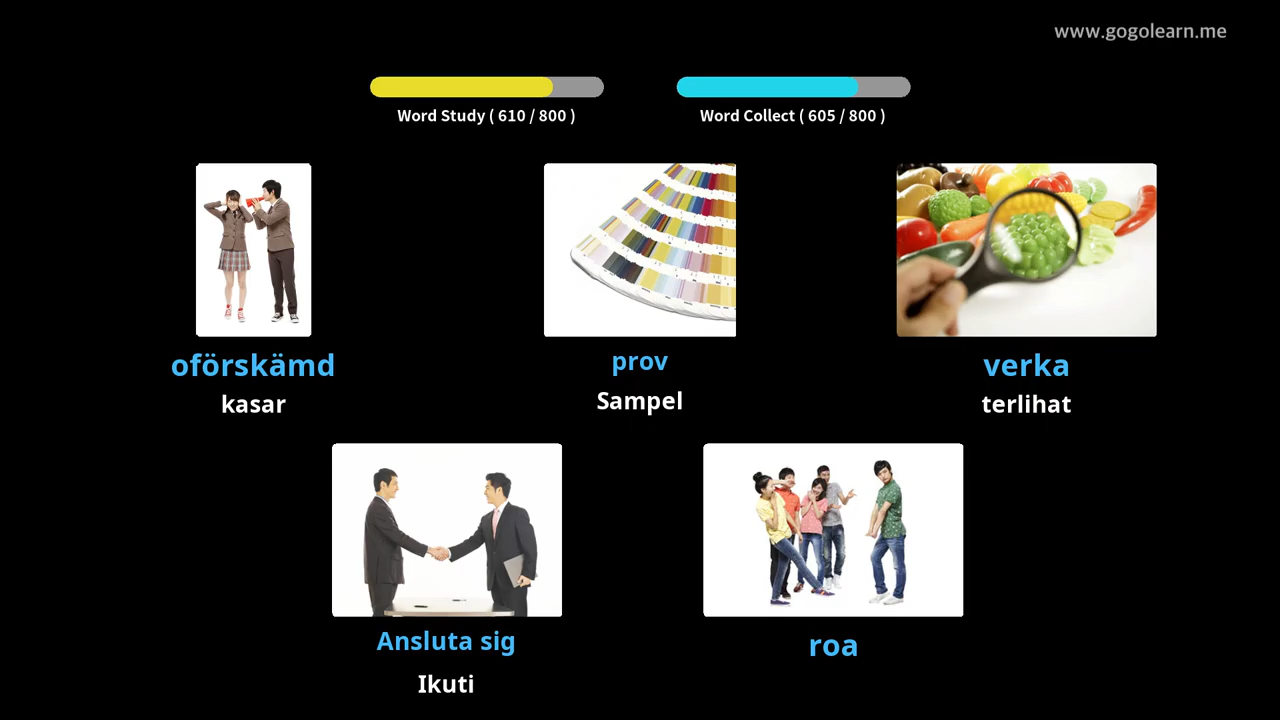 www.gogolearn.me
Word Study ( 610 / 800 )
Word Collect ( 605 / 800 )
oförskämd
kasar
prov
Sampel
verka
terlihat
Ansluta sig
Ikuti
roa